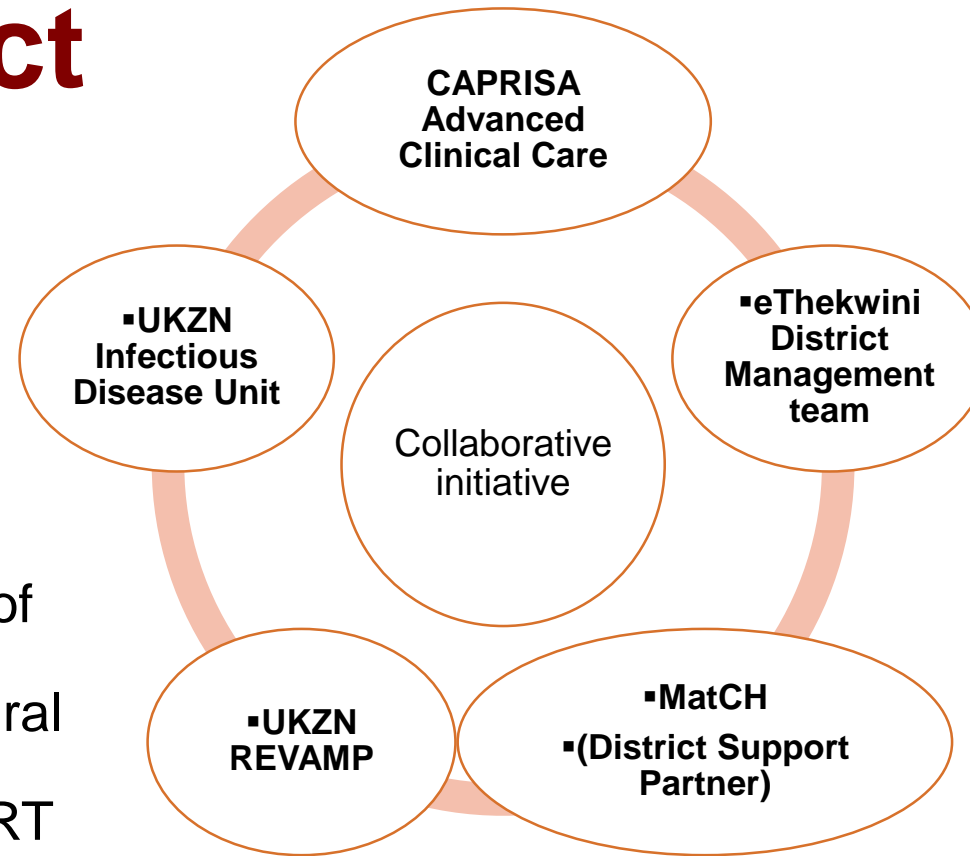 ct
CAPRISA
Advanced
Clinical Care
▪UKZN
Infectious
Disease Unit
▪eThekwini
District
Management
team
Collaborative
initiative
of
ral
RT
▪UKZN
REVAMP
▪MatCH
▪(District Support
Partner)